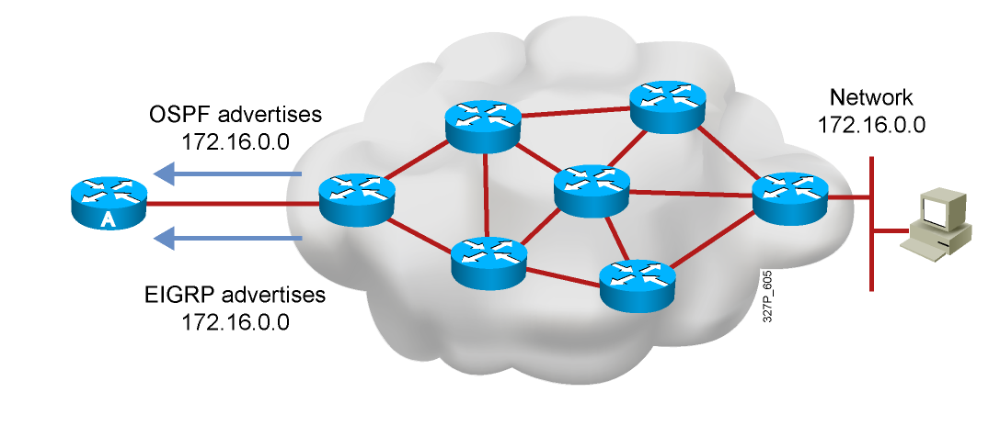 OSPF advertises
172.16.0.0
A
EIGRP advertises
172.16.0.0
Network
172.16.0.0
327P_605